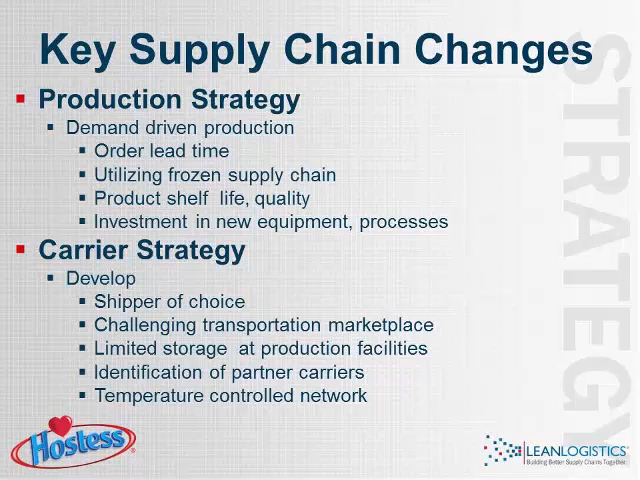 Key Supply Chain Changes
Production Strategy
Demand driven production
Order lead time
Utilizing frozen supply chain
Product shelf life, quality
Investment in new equipment, processes
Carrier Strategy
Develop
Shipper of choice
Challenging transportation marketplace
Limited storage at production facilities
Identification of partner carriers
Temperature controlled network
STRATEGY
Hostess®
LEANLOGISTICS
Building Better Supply Chains Together.